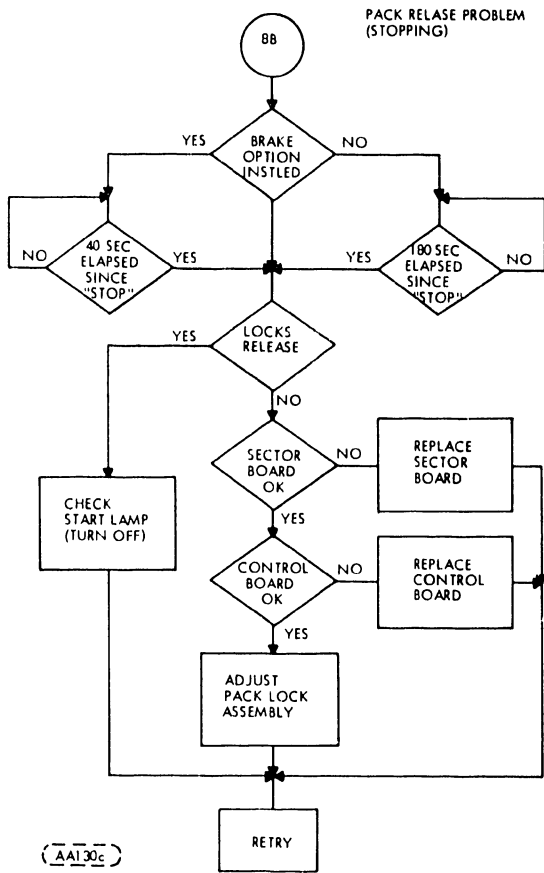 PACK RELASE PROBLEM
(STOPPING)
BB
YES
BRAKE
OPTION
INSTLED
NO
NO
40 SEC
ELAPSED
SINCE
"STOP"
YES
YES
180 SEC
ELAPSED
SINCE
"STOP"
NO
YES
LOCKS
RELEASE
NO
SECTOR
BOARD
OK
NO
REPLACE
SECTOR
BOARD
CHECK
START LAMP
(TURN OFF)
YES
CONTROL
BOARD
OK
NO
REPLACE
CONTROL
BOARD
YES
ADJUST
PACK LOCK
ASSEMBLY
RETRY
AA130c